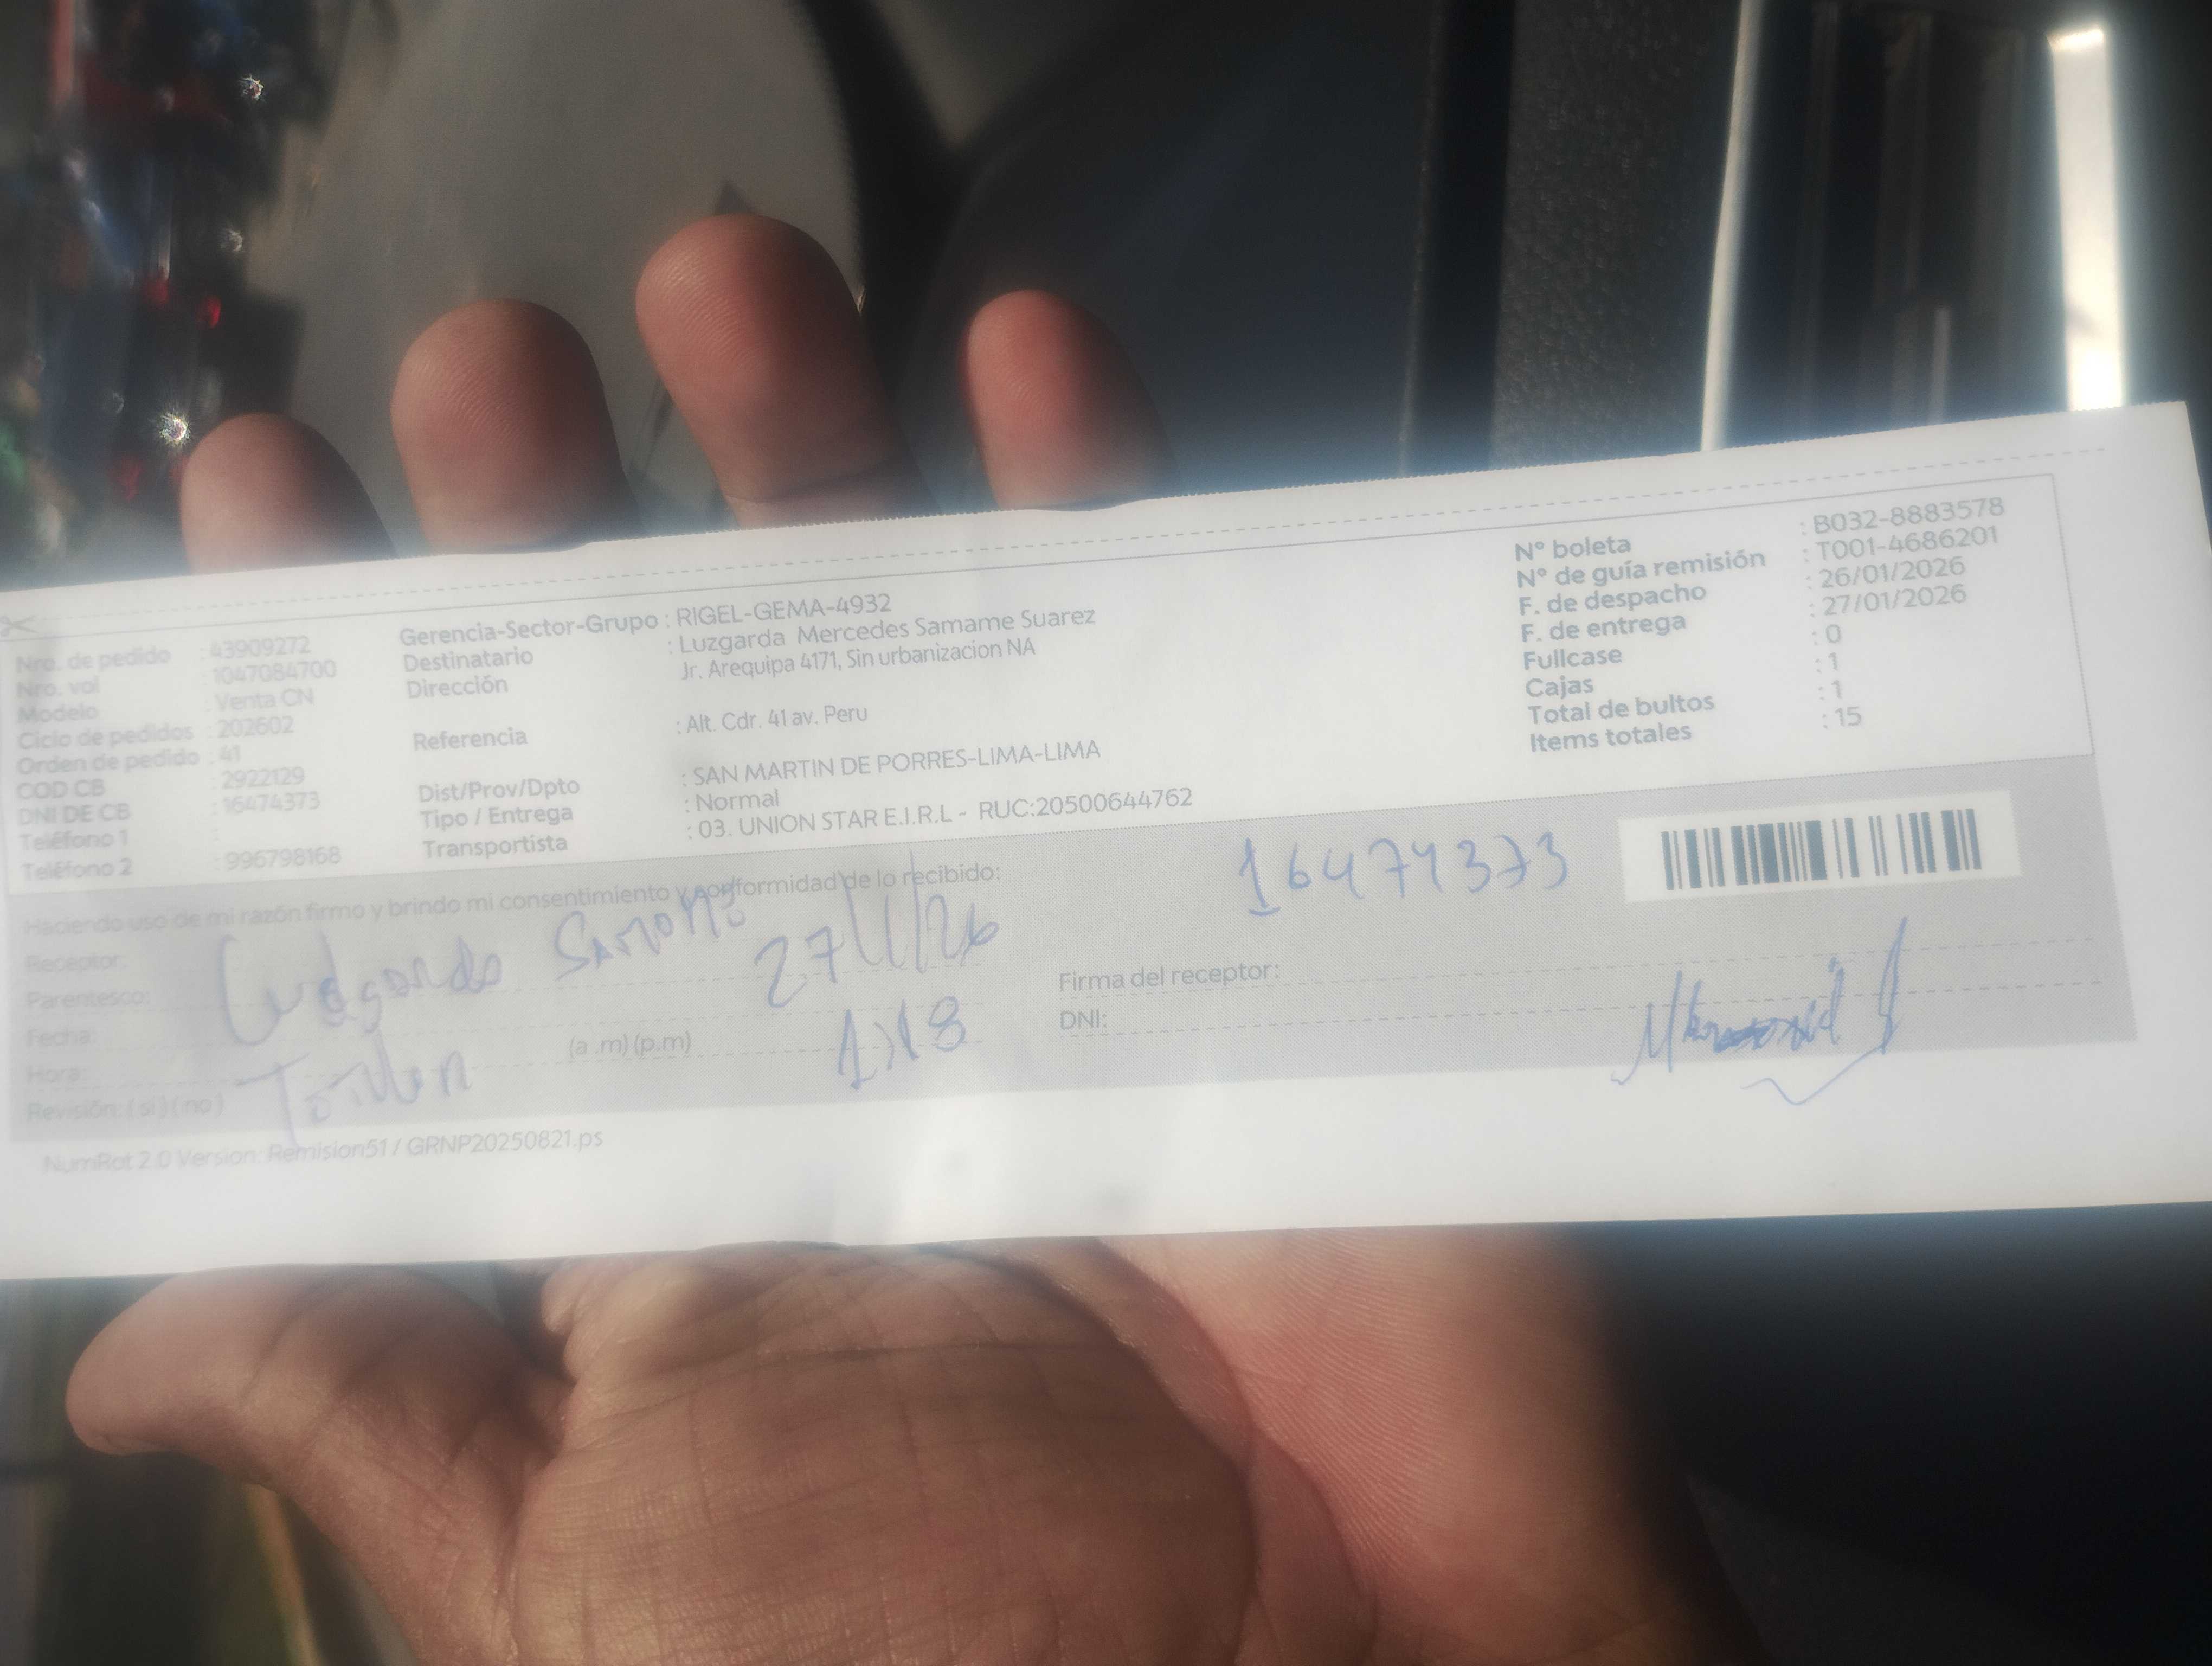 Nro. de pedido : 43909272
Nro. vol : 1047084700
Modelo : Venta CN
Ciclo de pedidos : 202602
Orden de pedido : 41
COD CB : 2922129
DNI DE CB : 16474373
Teléfono 1 :
Teléfono 2 : 996798168
Gerencia-Sector-Grupo : RIGEL-GEMA-4932
Destinatario : Luzgarda Mercedes Samame Suarez
Dirección Jr. Arequipa 4171, Sin urbanizacion NA
Referencia : Alt. Cdr. 41 av. Peru
Dist/Prov/Dpto : SAN MARTIN DE PORRES-LIMA-LIMA
Tipo / Entrega : Normal
Transportista : 03. UNION STAR E.I.R.L - RUC:20500644762
Nº boleta : B032-8883578
Nº de guía remisión : T001-4686201
F. de despacho : 26/01/2026
F. de entrega : 27/01/2026
Fullcase : 0
Cajas : 1
Total de bultos : 1
Items totales : 15
Haciendo uso de mi razón firmo y brindo mi consentimiento y conformidad de lo recibido:
16474373
Receptor:
Parentesco:
27/1/26
Firma del receptor:
Fecha:
Hora: (a .m) (p.m) 1:18
DNI:
Revisión: ( si ) ( no )
NumRot 2.0 Version: Remision51 / GRNP20250821.ps